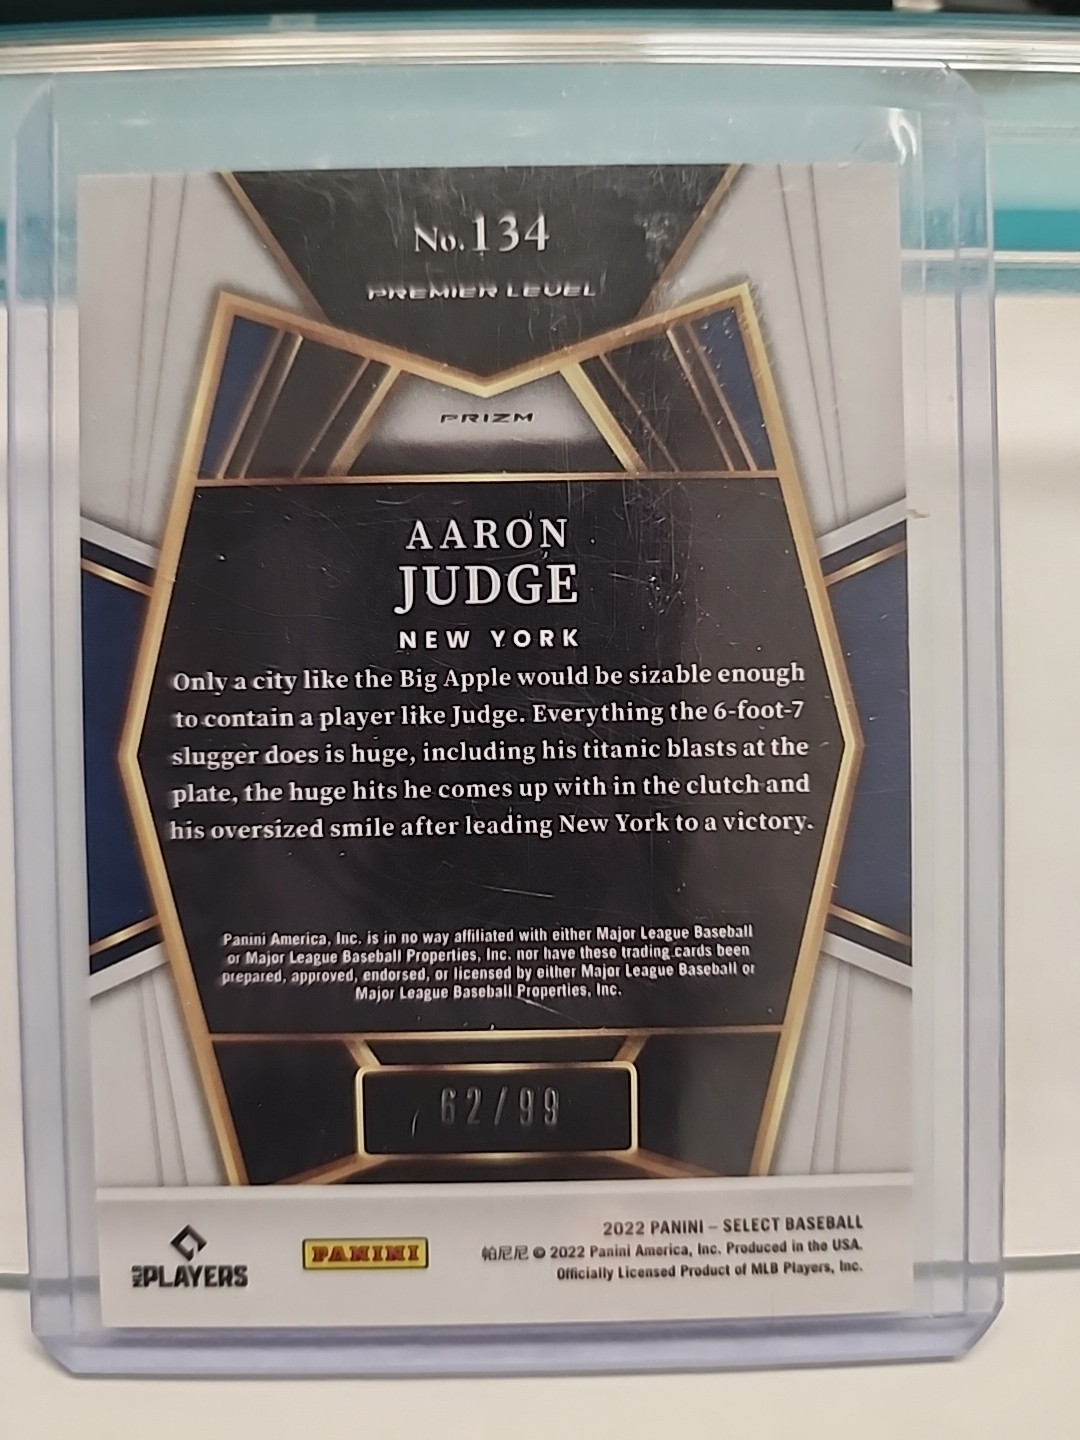 No.134
PREMIER LEVEL
PRIZM
AARON
JUDGE
NEW YORK
Only a city like the Big Apple would be sizable enough
to contain a player like Judge. Everything the 6-foot-7
slugger does is huge, including his titanic blasts at the
plate, the huge hits he comes up with in the clutch and
his oversized smile after leading New York to a victory.
Panini America, Inc. is in no way affiliated with either Major League Baseball
or Major League Baseball Properties, Inc. nor have these trading cards been
prepared, approved, endorsed, or licensed by either Major League Baseball or
Major League Baseball Properties, Inc.
62/99
MLB PLAYERS
PANINI
2022 PANINI – SELECT BASEBALL
帕尼尼 © 2022 Panini America, Inc. Produced in the USA.
Officially Licensed Product of MLB Players, Inc.